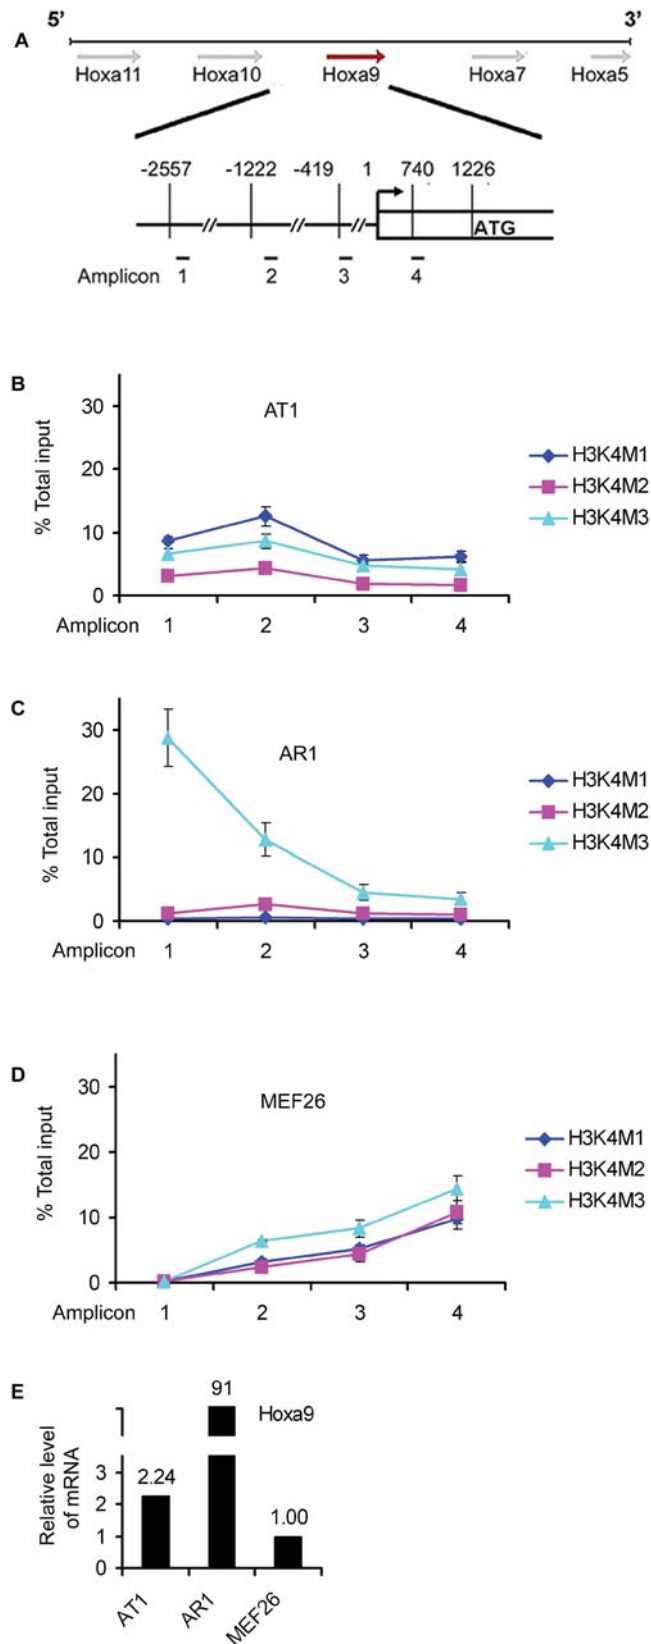 A
5’ 3’
Hoxa11 Hoxa10 Hoxa9 Hoxa7 Hoxa5
-2557 -1222 -419 1 740 1226
ATG
Amplicon 1 2 3 4
B
AT1
% Total input
30
20
10
0
H3K4M1
H3K4M2
H3K4M3
Amplicon 1 2 3 4
C
AR1
% Total input
30
20
10
0
H3K4M1
H3K4M2
H3K4M3
Amplicon 1 2 3 4
D
MEF26
% Total input
30
20
10
0
H3K4M1
H3K4M2
H3K4M3
Amplicon 1 2 3 4
E
91
Hoxa9
Relative level
of mRNA
3
2
1
0
2.24
1.00
AT1 AR1 MEF26